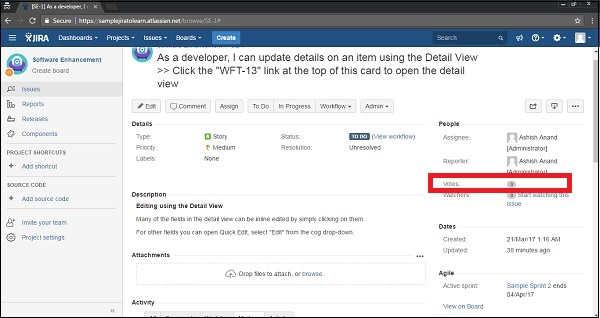 [SE-1] As a developer, I c
https://samplejiratolearn.atlassian.net/browse/SE-1#
JIRA Dashboards Projects Issues Boards Create Search
Software Enhancement
Create board
Issues
Reports
Releases
Components
PROJECT SHORTCUTS
Add shortcut
SOURCE CODE
Add source code
Invite your team
Project settings
As a developer, I can update details on an item using the Detail View
>> Click the "WFT-13" link at the top of this card to open the detail
view
Edit Comment Assign To Do In Progress Workflow Admin
Details
Type: Story Status: TO DO (View workflow)
Priority: Medium Resolution: Unresolved
Labels: None
Description
Editing using the Detail View
Many of the fields in the detail view can be inline edited by simply clicking on them.
For other fields you can open Quick Edit, select "Edit" from the cog drop-down.
Attachments
Drop files to attach, or browse.
Activity
People
Assignee: Ashish Anand
[Administrator]
Reporter: Ashish Anand
[Administrator]
Votes: 0
Watchers: Start watching this
issue
Dates
Created: 21/Mar/17 1:16 AM
Updated: 38 minutes ago
Agile
Active sprint: Sample Sprint 2 ends
04/Apr/17
View on Board